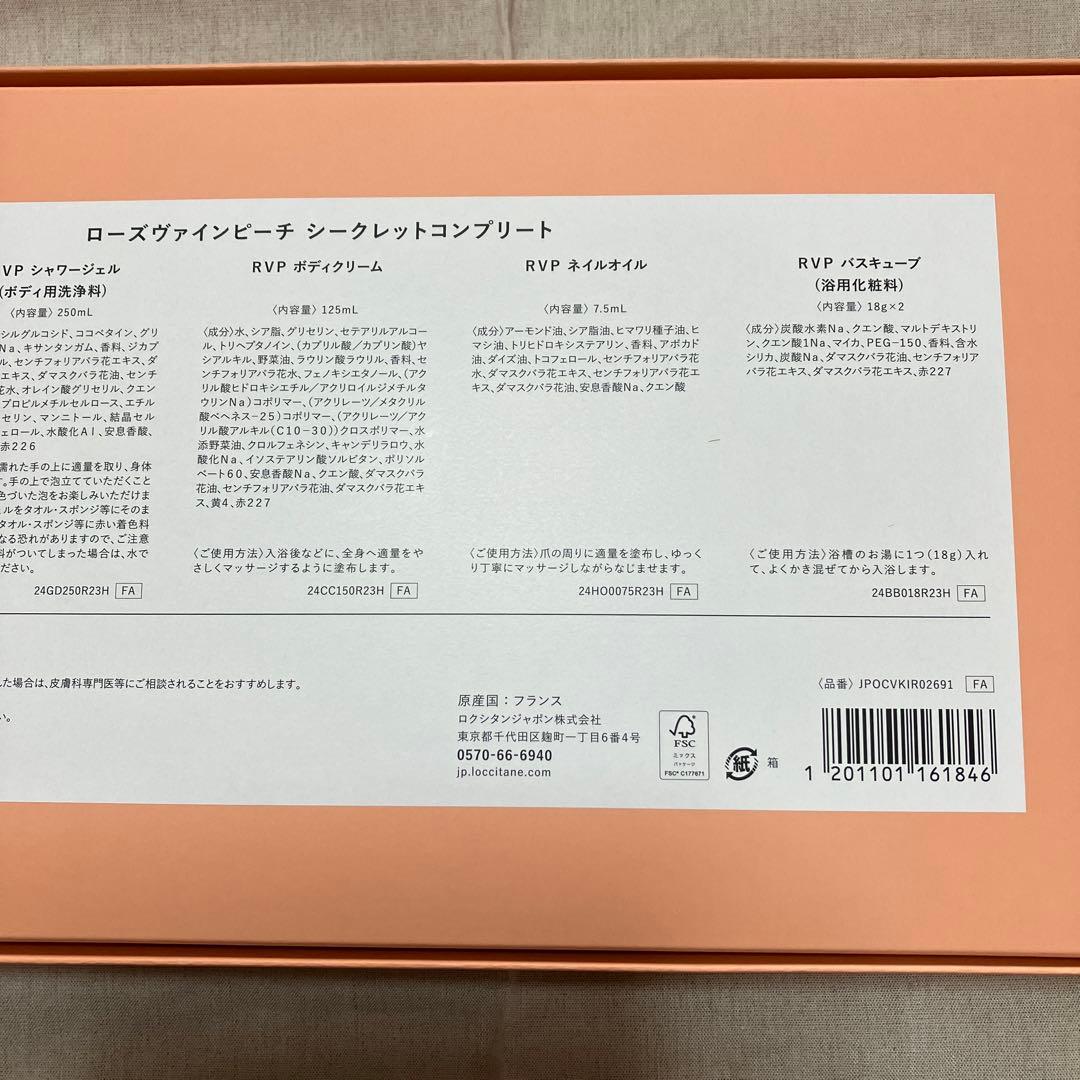 ローズヴァインピーチ シークレットコンプリート
VP シャワージェル
(ボディ用洗浄料)
〈内容量〉 250mL
シルグルコシド、ココベタイン、グリ
Na、キサンタンガム、香料、ジカプ
ル、センチフォリアバラ花エキス、ダ
エキス、ダマスクバラ花油、センチ
花水、オレイン酸グリセリル、クエン
プロピルメチルセルロース、エチル
セリン、マンニトール、結晶セル
ェロール、水酸化Al、安息香酸、
赤226
濡れた手の上に適量を取り、身体
す。手の上で泡立てていただくこと
色づいた泡をお楽しみいただけま
ェルをタオル・スポンジ等にそのま
タオル・スポンジ等に赤い着色料
なる恐れがありますので、ご注意
料がついてしまった場合は、水で
ださい。
24GD250R23H FA
RVP ボディクリーム
〈内容量〉 125mL
〈成分〉水、シア脂、グリセリン、セテアリルアルコー
ル、トリヘプタノイン、(カプリル酸/カプリン酸)ヤ
シアルキル、野菜油、ラウリン酸ラウリル、香料、セ
ンチフォリアバラ花水、フェノキシエタノール、(アク
リル酸ヒドロキシエチル/アクリロイルジメチルタ
ウリンNa)コポリマー、(アクリレーツ/メタクリル
酸ベヘネス-25)コポリマー、(アクリレーツ/アク
リル酸アルキル(C10-30))クロスポリマー、水
添野菜油、クロルフェネシン、キャンデリラロウ、水
酸化Na、イソステアリン酸ソルビタン、ポリソル
ベート60、安息香酸Na、クエン酸、ダマスクバラ
花油、センチフォリアバラ花油、ダマスクバラ花エキ
ス、黄4、赤227
〈ご使用方法〉入浴後などに、全身へ適量をや
さしくマッサージするように塗布します。
24CC150R23H FA
RVP ネイルオイル
〈内容量〉 7.5mL
〈成分〉アーモンド油、シア脂油、ヒマワリ種子油、ヒ
マシ油、トリヒドロキシステアリン、香料、アボカド
油、ダイズ油、トコフェロール、センチフォリアバラ花
水、ダマスクバラ花エキス、センチフォリアバラ花エ
キス、ダマスクバラ花油、安息香酸Na、クエン酸
〈ご使用方法〉爪の周りに適量を塗布し、ゆっく
り丁寧にマッサージしながらなじませます。
24HO0075R23H FA
RVP バスキューブ
(浴用化粧料)
〈内容量〉 18g×2
〈成分〉炭酸水素Na、クエン酸、マルトデキストリ
ン、クエン酸1Na、マイカ、PEG-150、香料、含水
シリカ、炭酸Na、ダマスクバラ花油、センチフォリア
バラ花エキス、ダマスクバラ花エキス、赤227
〈ご使用方法〉浴槽のお湯に1つ(18g)入れ
て、よくかき混ぜてから入浴します。
24BB018R23H FA
た場合は、皮膚科専門医等にご相談されることをおすすめします。
い。
原産国：フランス
ロクシタンジャポン株式会社
東京都千代田区麹町一丁目6番4号
0570-66-6940
jp.loccitane.com
FSC
ミックス
パッケージ
FSC® C177671
紙
箱
〈品番〉 JPOCVKIR02691 FA
1 201101 161846